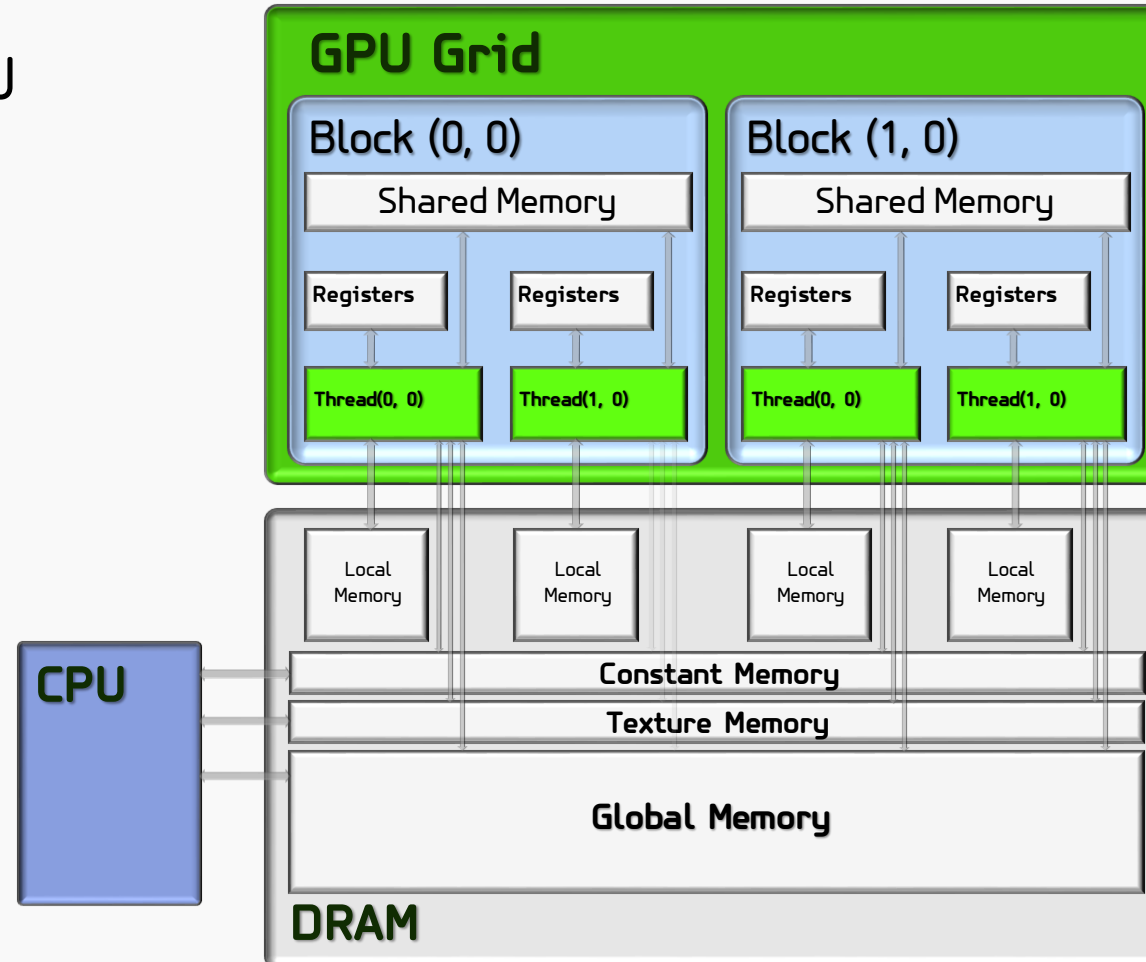 U
GPU Grid
Block (0, 0)
Block (1, 0)
Shared Memory
Shared Memory
Registers
Registers
Registers
Registers
Thread(0, 0)
Thread(1, 0)
Thread(0, 0)
Thread(1, 0)
Local
Memory
Local
Memory
Local
Memory
Local
Memory
CPU
Constant Memory
Texture Memory
Global Memory
DRAM